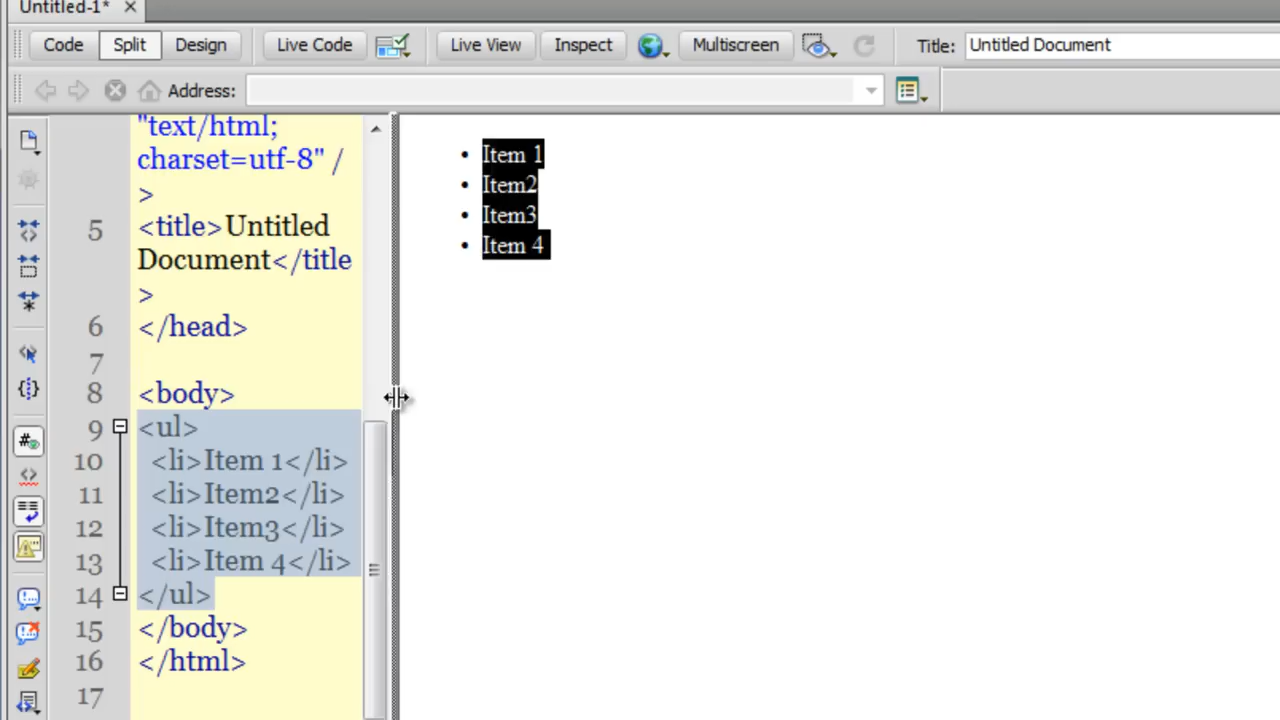 Untitled-1*
Code Split Design Live Code Live View Inspect Multiscreen Title: Untitled Document
Address:
"text/html;
charset=utf-8" /
>
5 <title>Untitled
Document</title
>
6 </head>
7
8 <body>
9 <ul>
10 <li>Item 1</li>
11 <li>Item2</li>
12 <li>Item3</li>
13 <li>Item 4</li>
14 </ul>
15 </body>
16 </html>
17
• Item 1
• Item2
• Item3
• Item 4